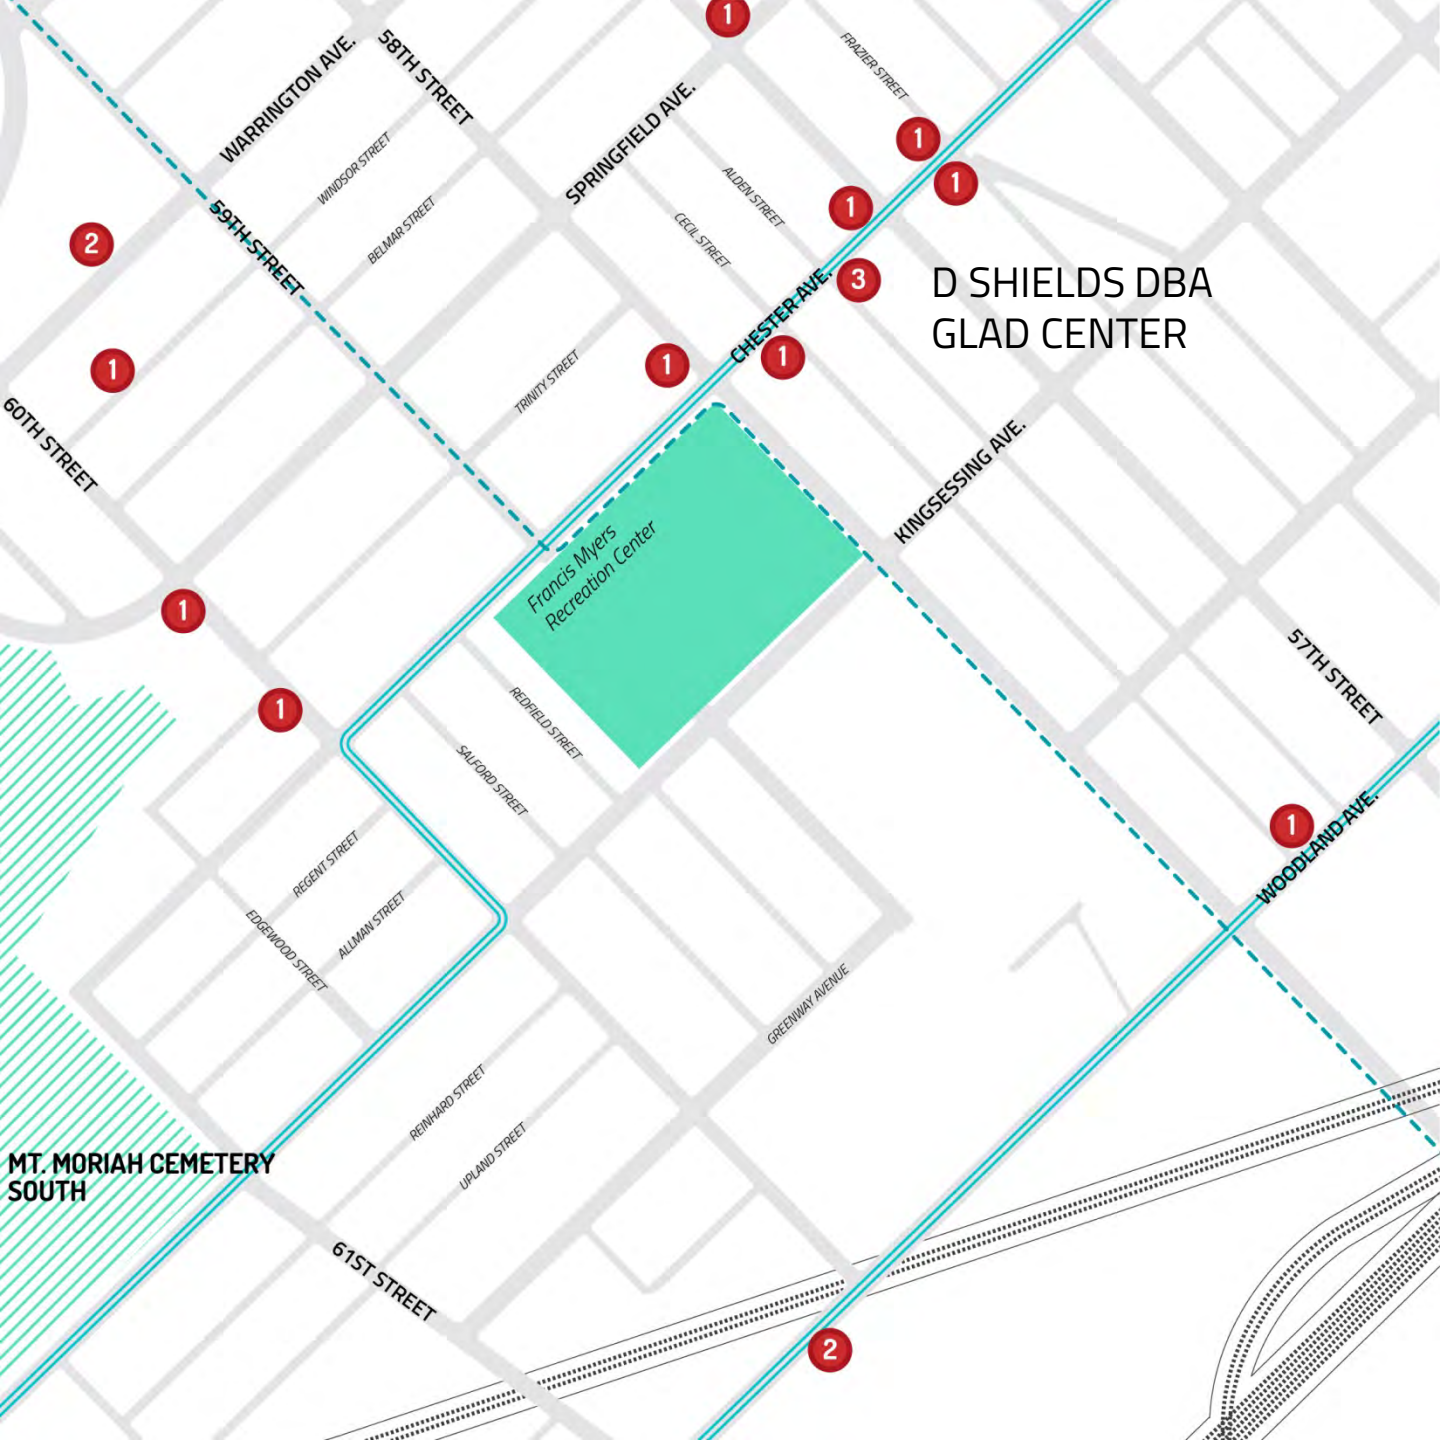 1
58TH STREET
WARRINGTON AVE.
FRAZIER STREET
SPRINGFIELD AVE.
1
WINDSOR STREET
1
ALDEN STREET
1
BELMAR STREET
CECIL STREET
59TH STREET
2
3
D SHIELDS DBA
GLAD CENTER
CHESTER AVE.
1
1
1
TRINITY STREET
60TH STREET
KINGSESSING AVE.
Francis Myers
Recreation Center
1
57TH STREET
1
REDFIELD STREET
SALFORD STREET
1
WOODLAND AVE.
REGENT STREET
ALLMAN STREET
EDGEWOOD STREET
GREENWAY AVENUE
REINHARD STREET
UPLAND STREET
MT. MORIAH CEMETERY
SOUTH
61ST STREET
2